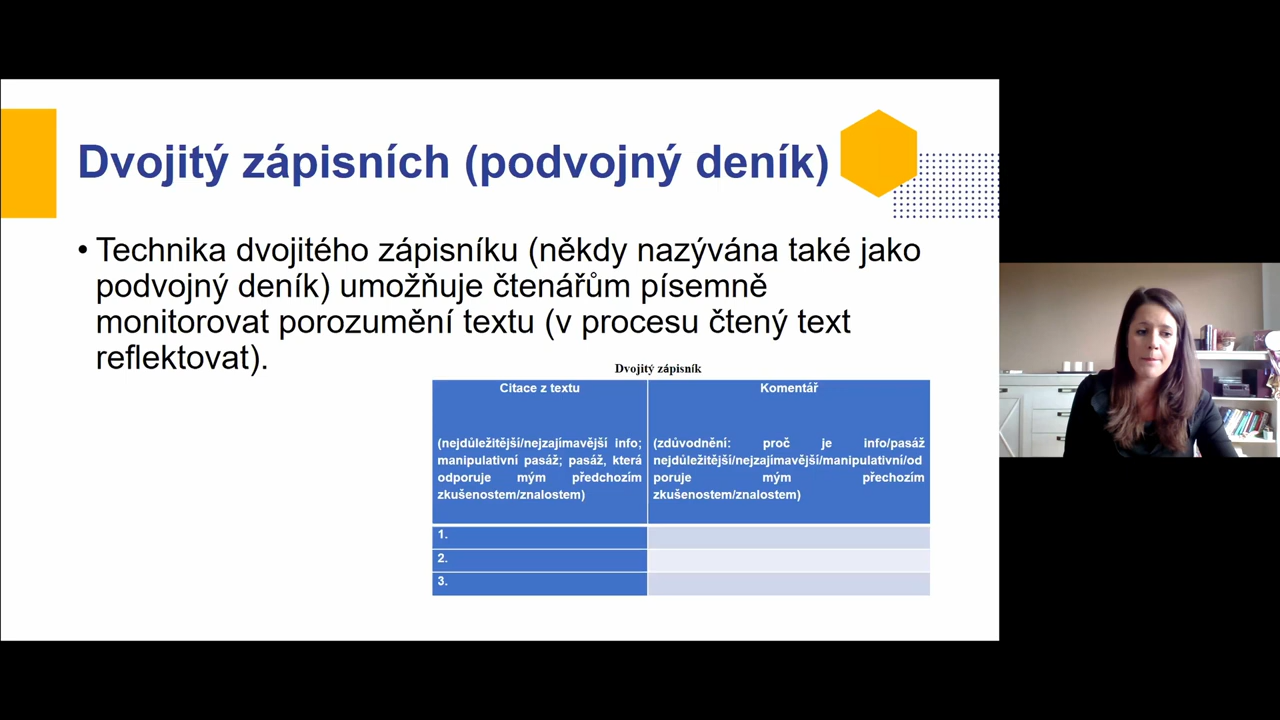 Dvojitý zápisních (podvojný deník)
• Technika dvojitého zápisníku (někdy nazývána také jako
podvojný deník) umožňuje čtenářům písemně
monitorovat porozumění textu (v procesu čtený text
reflektovat).
Dvojitý zápisník
Citace z textu
(nejdůležitější/nejzajímavější info;
manipulativní pasáž; pasáž, která
odporuje mým předchozím
zkušenostem/znalostem)
Komentář
(zdůvodnění: proč je info/pasáž
nejdůležitější/nejzajímavější/manipulativní/od
poruje mým přechozím
zkušenostem/znalostem)
1.
2.
3.